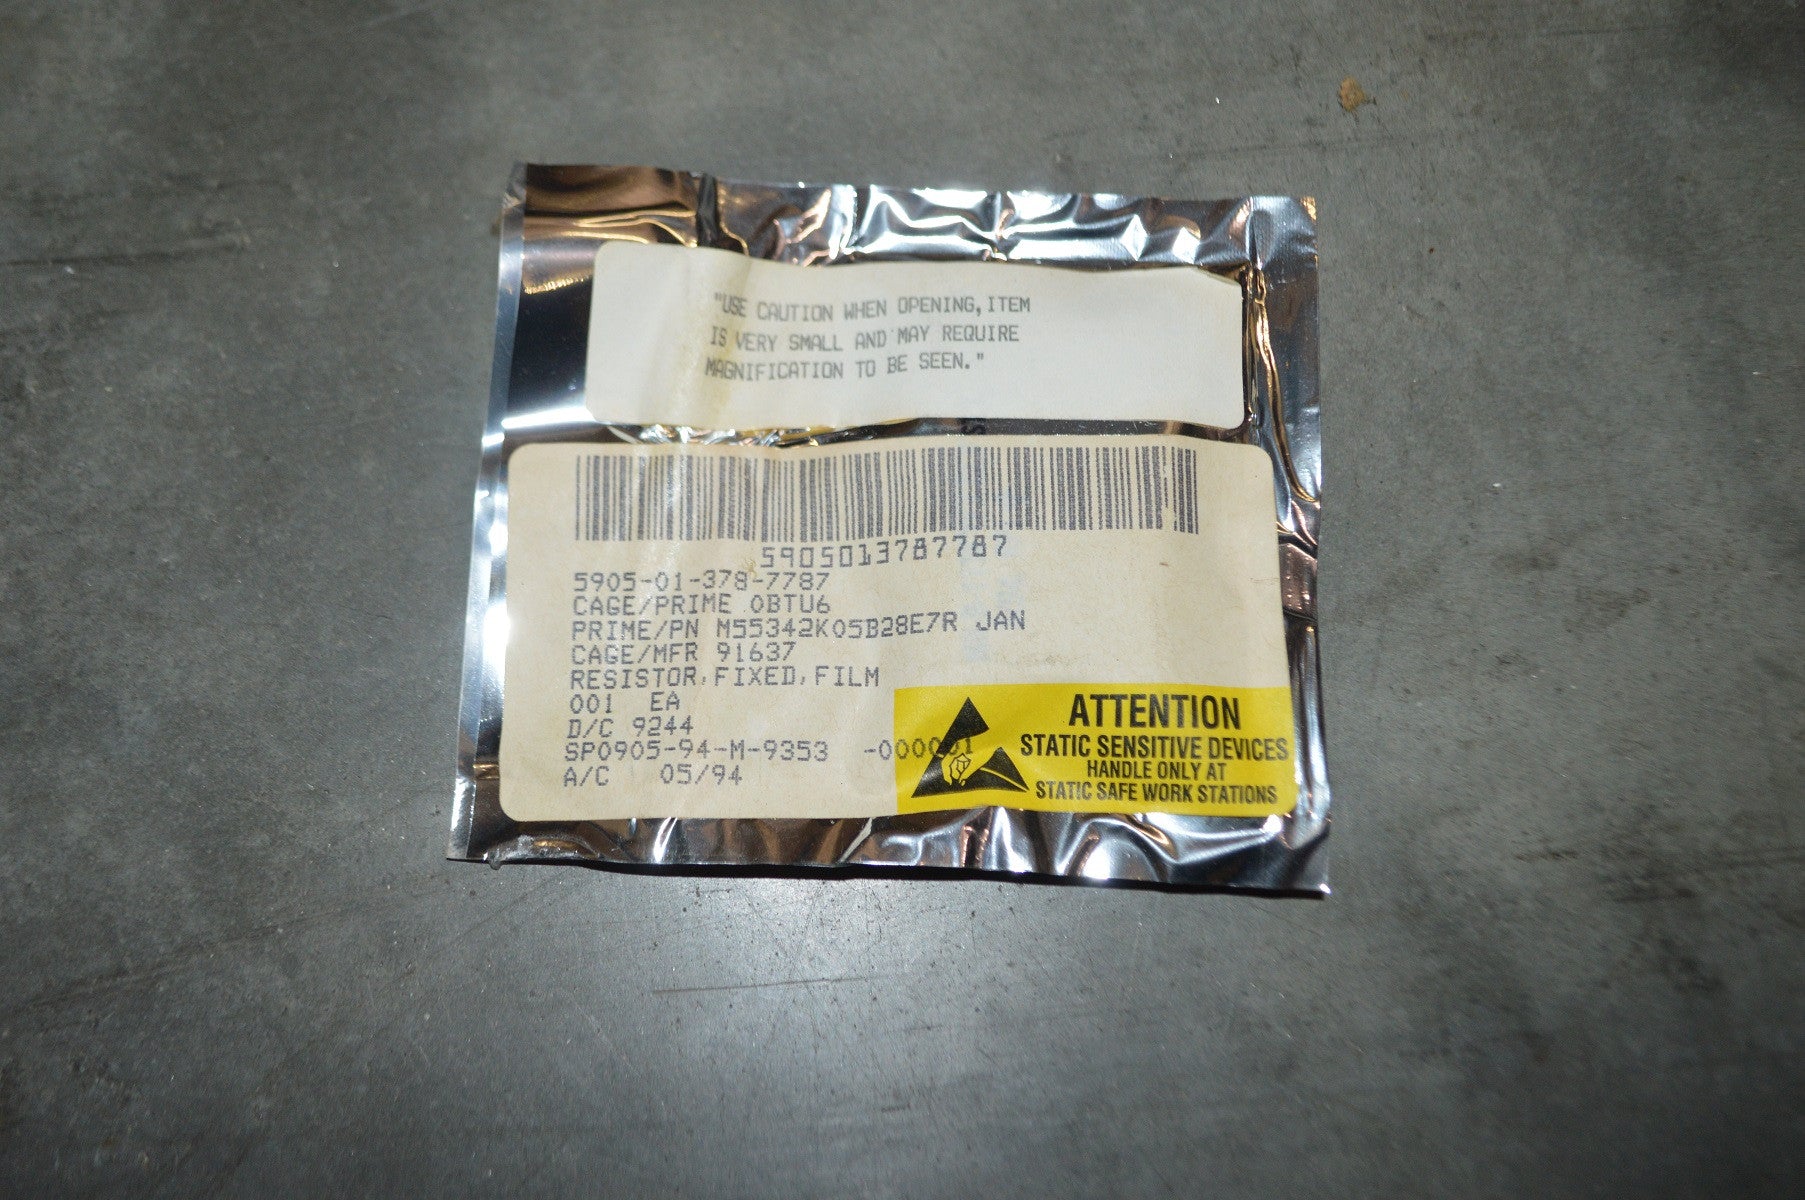 "USE CAUTION WHEN OPENING, ITEM
IS VERY SMALL AND MAY REQUIRE
MAGNIFICATION TO BE SEEN."
5905013787787
5905-01-378-7787
CAGE/PRIME 0BTU6
PRIME/PN M55342K05B28E7R JAN
CAGE/MFR 91637
RESISTOR, FIXED, FILM
001 EA
D/C 9244
SP0905-94-M-9353 -000001
A/C 05/94
ATTENTION
STATIC SENSITIVE DEVICES
HANDLE ONLY AT
STATIC SAFE WORK STATIONS